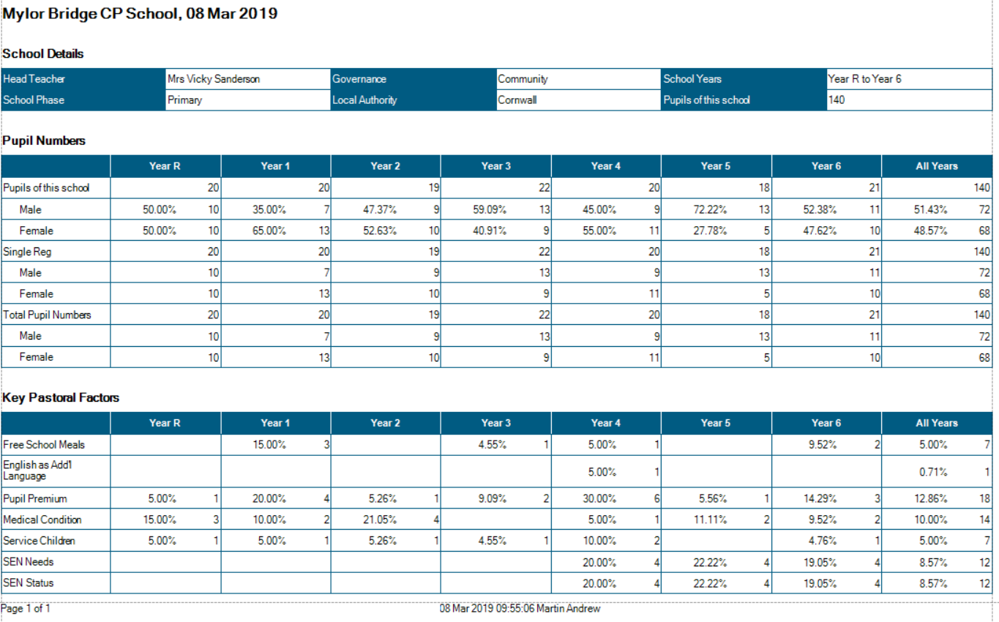 Mylor Bridge CP School, 08 Mar 2019
School Details
Head Teacher Mrs Vicky Sanderson Governance Community School Years Year R to Year 6
School Phase Primary Local Authority Cornwall Pupils of this school 140
Pupil Numbers
Year R Year 1 Year 2 Year 3 Year 4 Year 5 Year 6 All Years
Pupils of this school 20 20 19 22 20 18 21 140
Male 50.00% 10 35.00% 7 47.37% 9 59.09% 13 45.00% 9 72.22% 13 52.38% 11 51.43% 72
Female 50.00% 10 65.00% 13 52.63% 10 40.91% 9 55.00% 11 27.78% 5 47.62% 10 48.57% 68
Single Reg 20 20 19 22 20 18 21 140
Male 10 7 9 13 9 13 11 72
Female 10 13 10 9 11 5 10 68
Total Pupil Numbers 20 20 19 22 20 18 21 140
Male 10 7 9 13 9 13 11 72
Female 10 13 10 9 11 5 10 68
Key Pastoral Factors
Year R Year 1 Year 2 Year 3 Year 4 Year 5 Year 6 All Years
Free School Meals 15.00% 3 4.55% 1 5.00% 1 9.52% 2 5.00% 7
English as Add'l
Language 5.00% 1 0.71% 1
Pupil Premium 5.00% 1 20.00% 4 5.26% 1 9.09% 2 30.00% 6 5.56% 1 14.29% 3 12.86% 18
Medical Condition 15.00% 3 10.00% 2 21.05% 4 5.00% 1 11.11% 2 9.52% 2 10.00% 14
Service Children 5.00% 1 5.00% 1 5.26% 1 4.55% 1 10.00% 2 4.76% 1 5.00% 7
SEN Needs 20.00% 4 22.22% 4 19.05% 4 8.57% 12
SEN Status 20.00% 4 22.22% 4 19.05% 4 8.57% 12
Page 1 of 1 08 Mar 2019 09:55:06 Martin Andrew